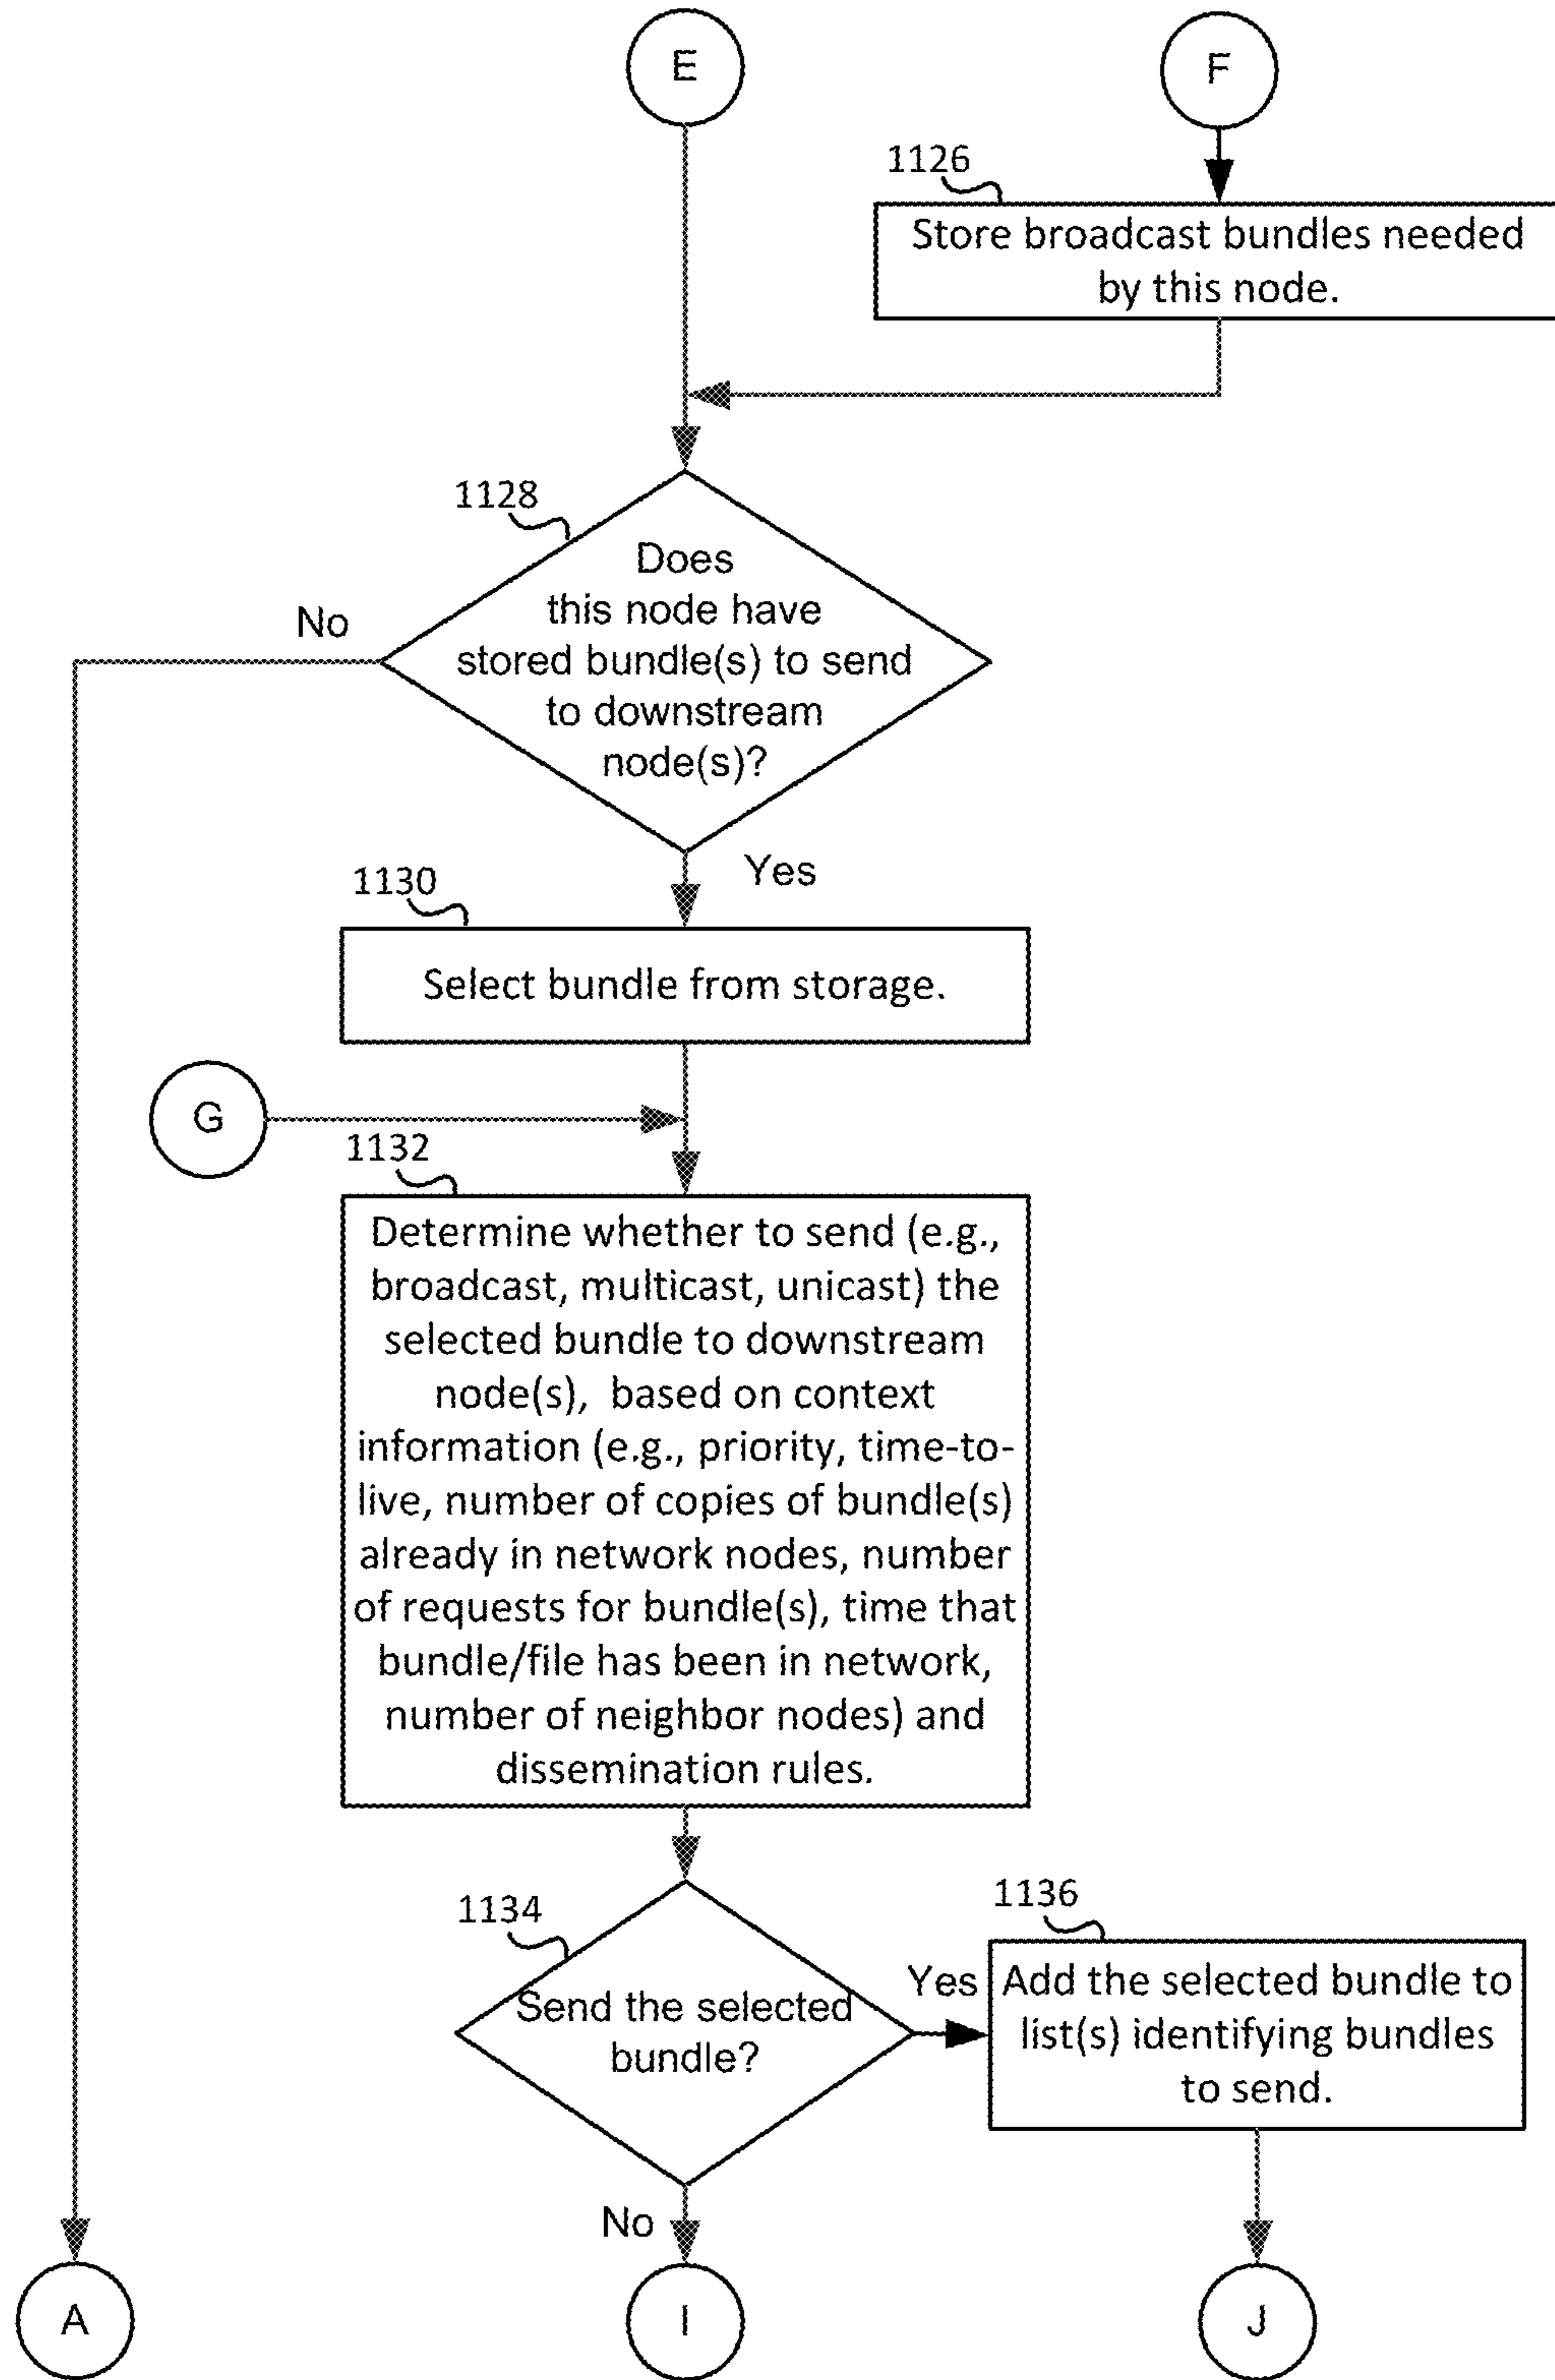 E
F
1126
Store broadcast bundles needed
by this node.
1128
Does
this node have
stored bundle(s) to send
to downstream
node(s)?
No
Yes
1130
Select bundle from storage.
G
1132
Determine whether to send (e.g.,
broadcast, multicast, unicast) the
selected bundle to downstream
node(s), based on context
information (e.g., priority, time-to-
live, number of copies of bundle(s)
already in network nodes, number
of requests for bundle(s), time that
bundle/file has been in network,
number of neighbor nodes) and
dissemination rules.
1134
Send the selected
bundle?
Yes
1136
Add the selected bundle to
list(s) identifying bundles
to send.
No
A
I
J